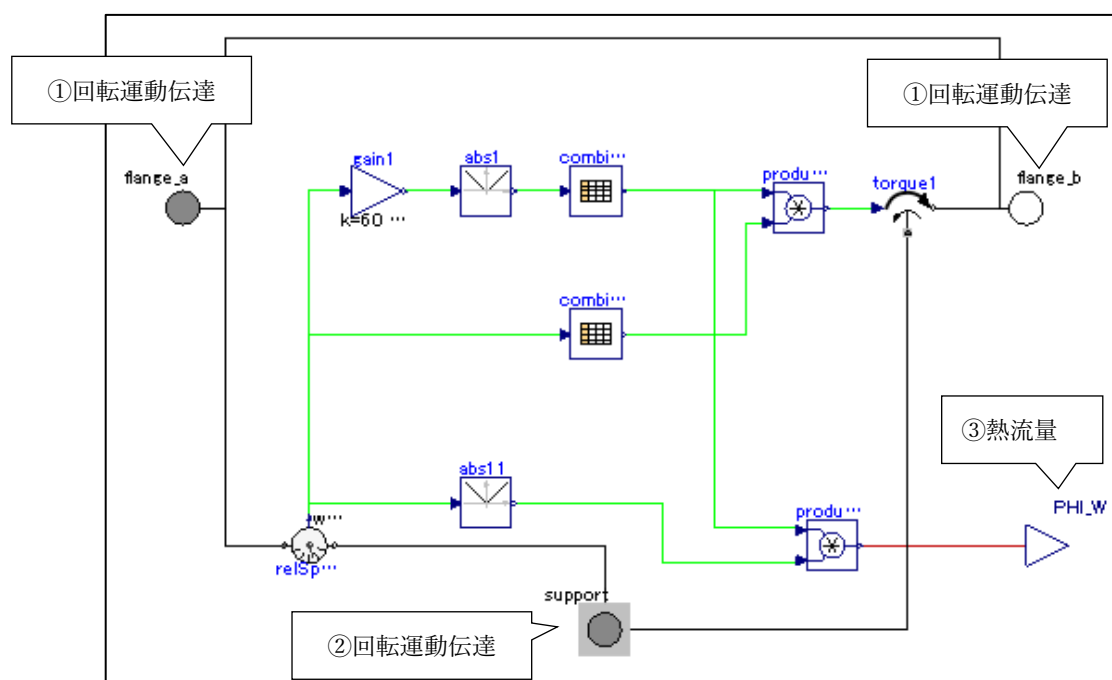 ①回転運動伝達
①回転運動伝達
flange_a
gain1
k=60 …
abs1
combi…
produ…
torque1
flange_b
combi…
③熱流量
abs11
produ…
PHI_W
w…
relSp…
support
②回転運動伝達